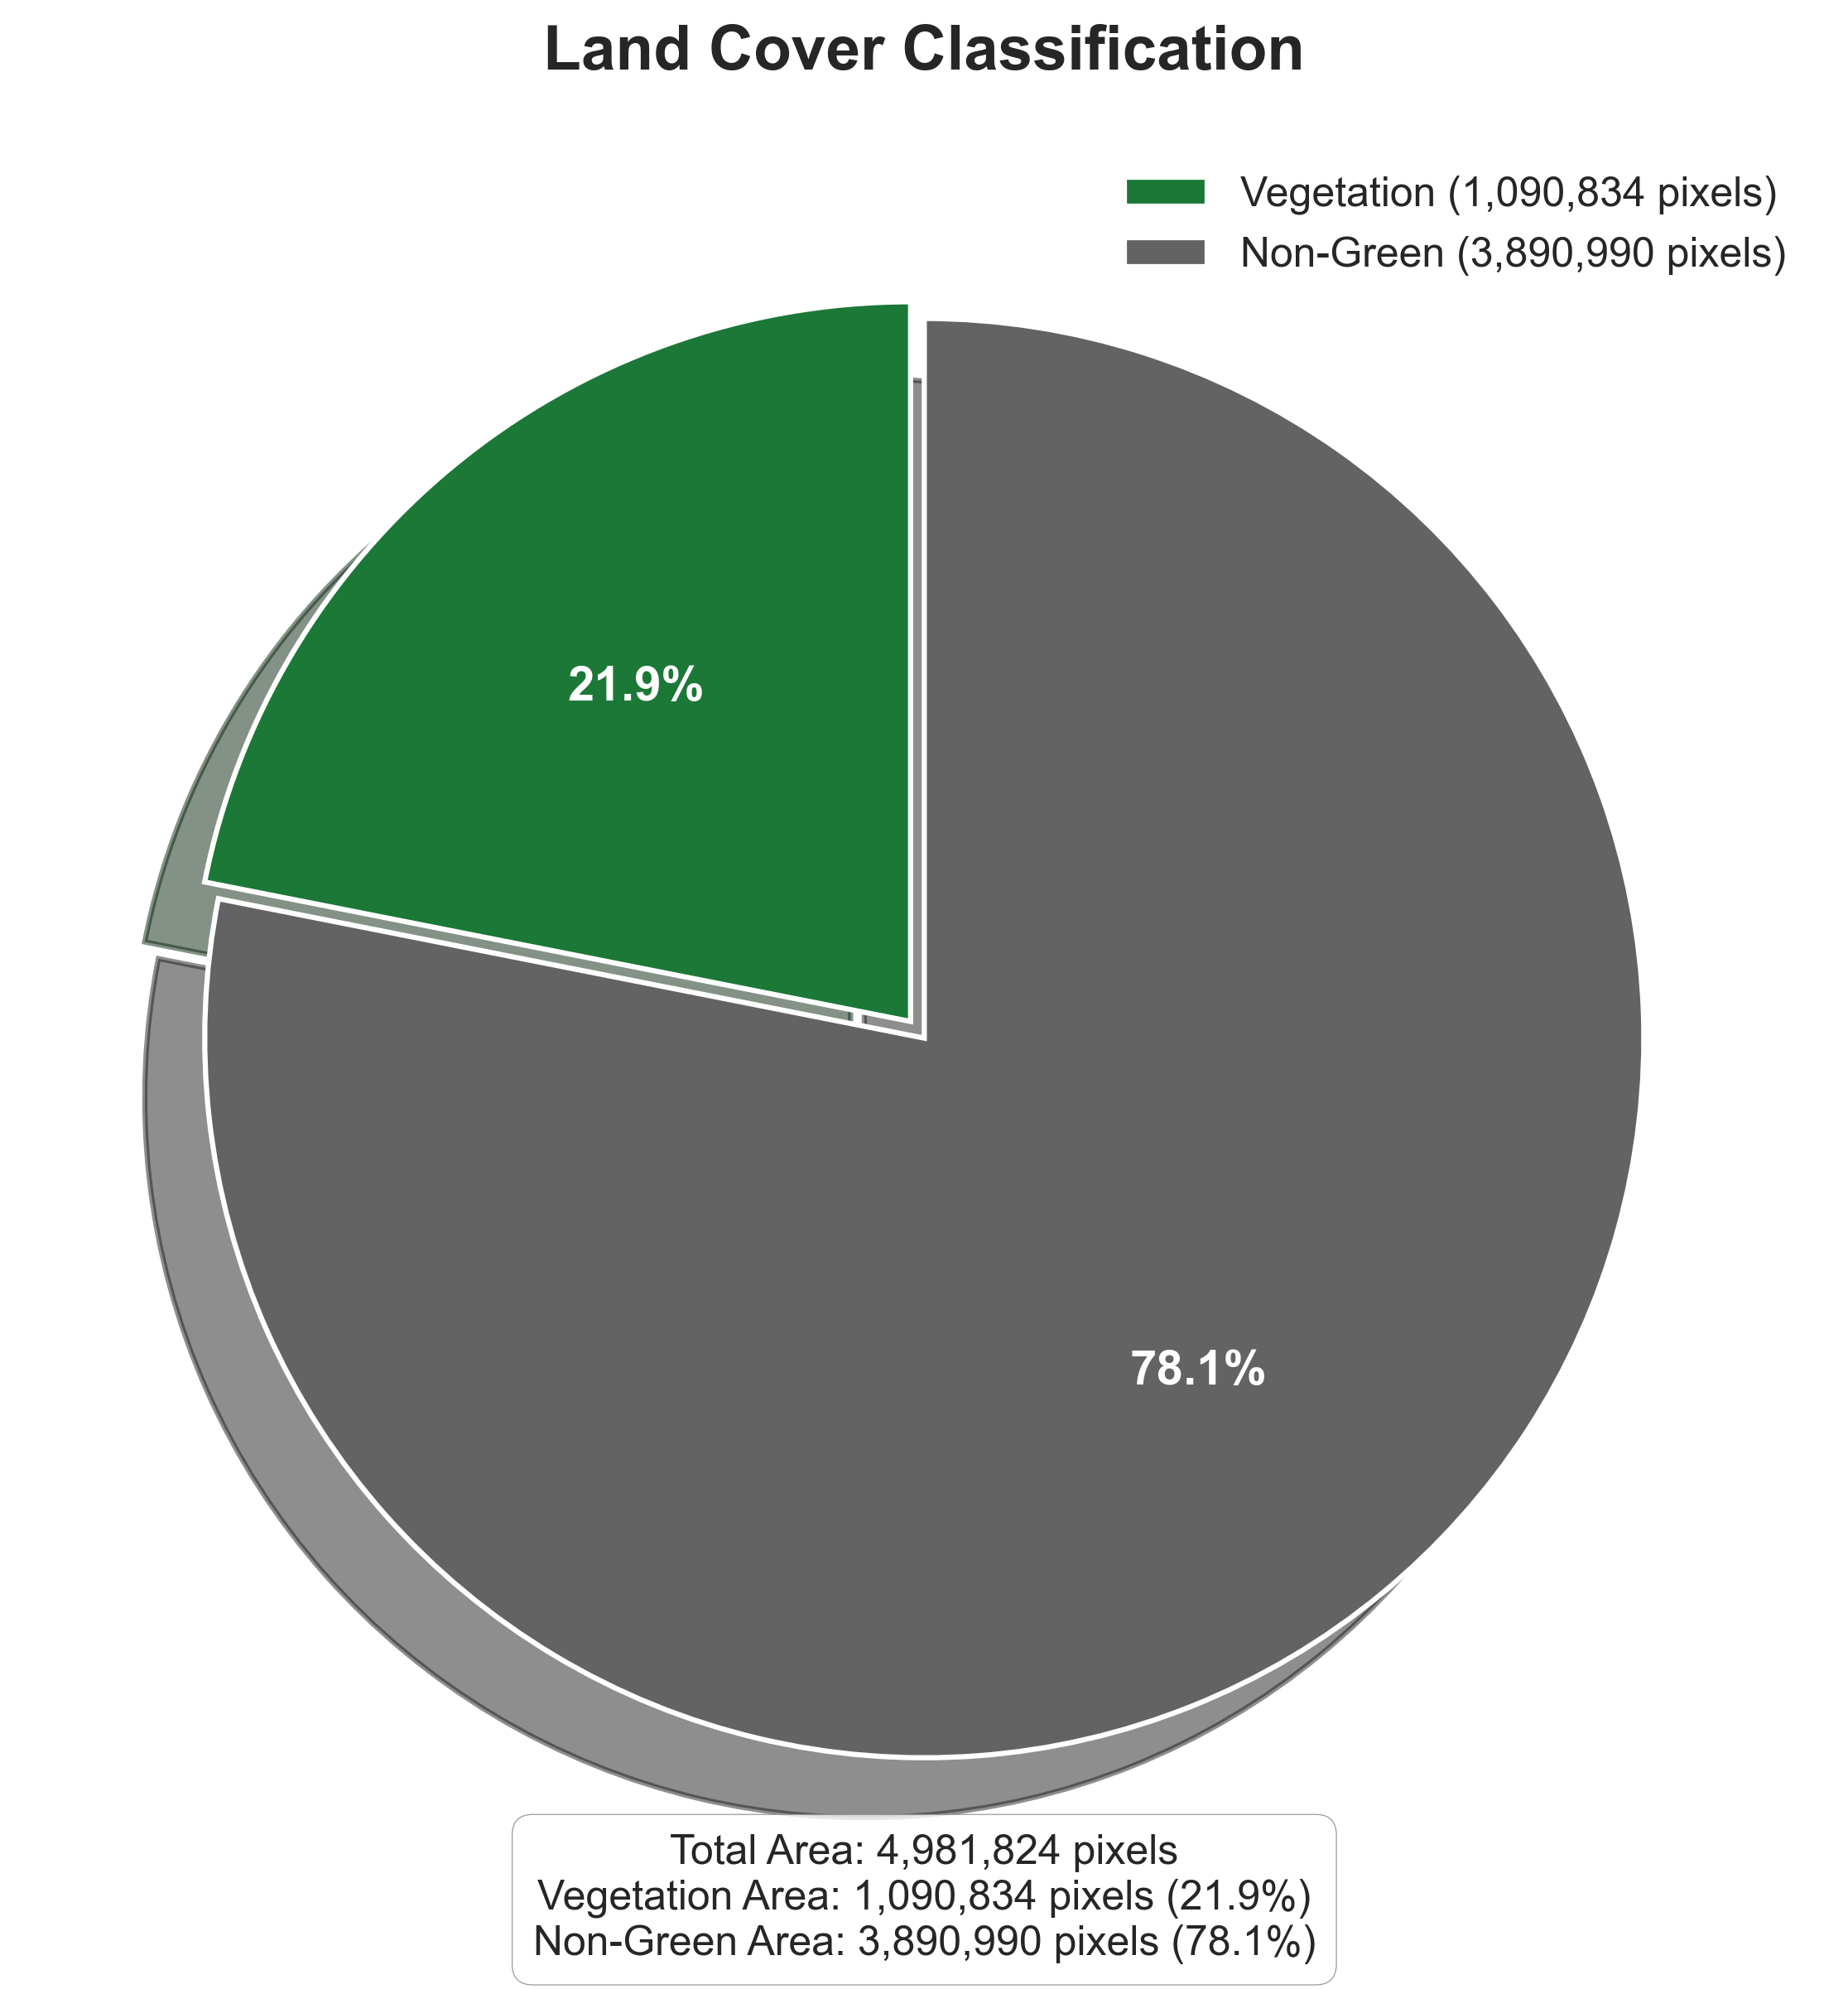 Land Cover Classification
Vegetation (1,090,834 pixels)
Non-Green (3,890,990 pixels)
21.9%
78.1%
Total Area: 4,981,824 pixels
Vegetation Area: 1,090,834 pixels (21.9%)
Non-Green Area: 3,890,990 pixels (78.1%)